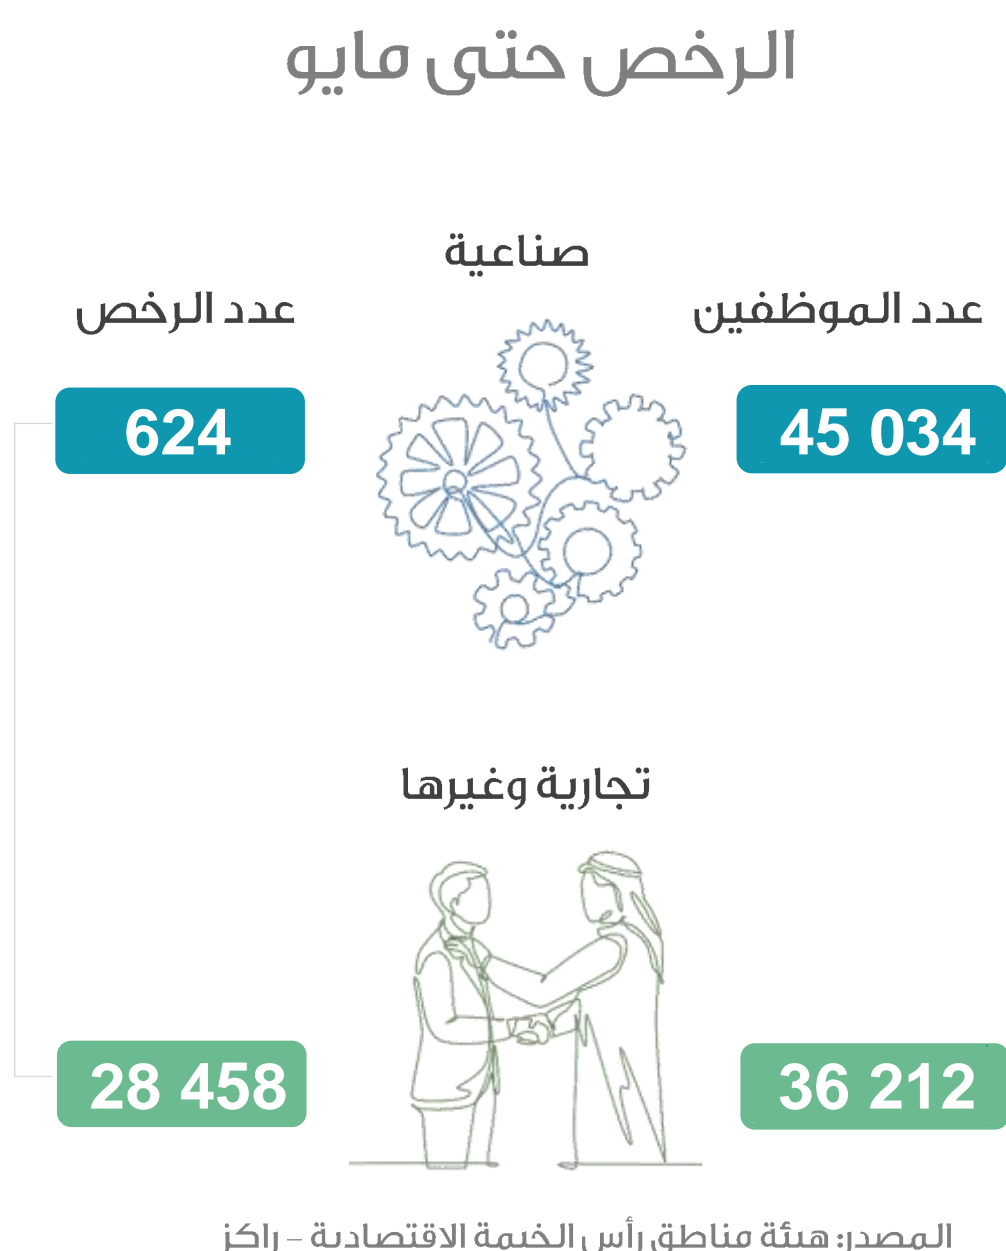 الرخص حتى مايو
صناعية
عدد الموظفين
عدد الرخص
45 034
624
تجارية وغيرها
36 212
28 458
المصدر: هيئة مناطق رأس الخيمة الاقتصادية – راكز